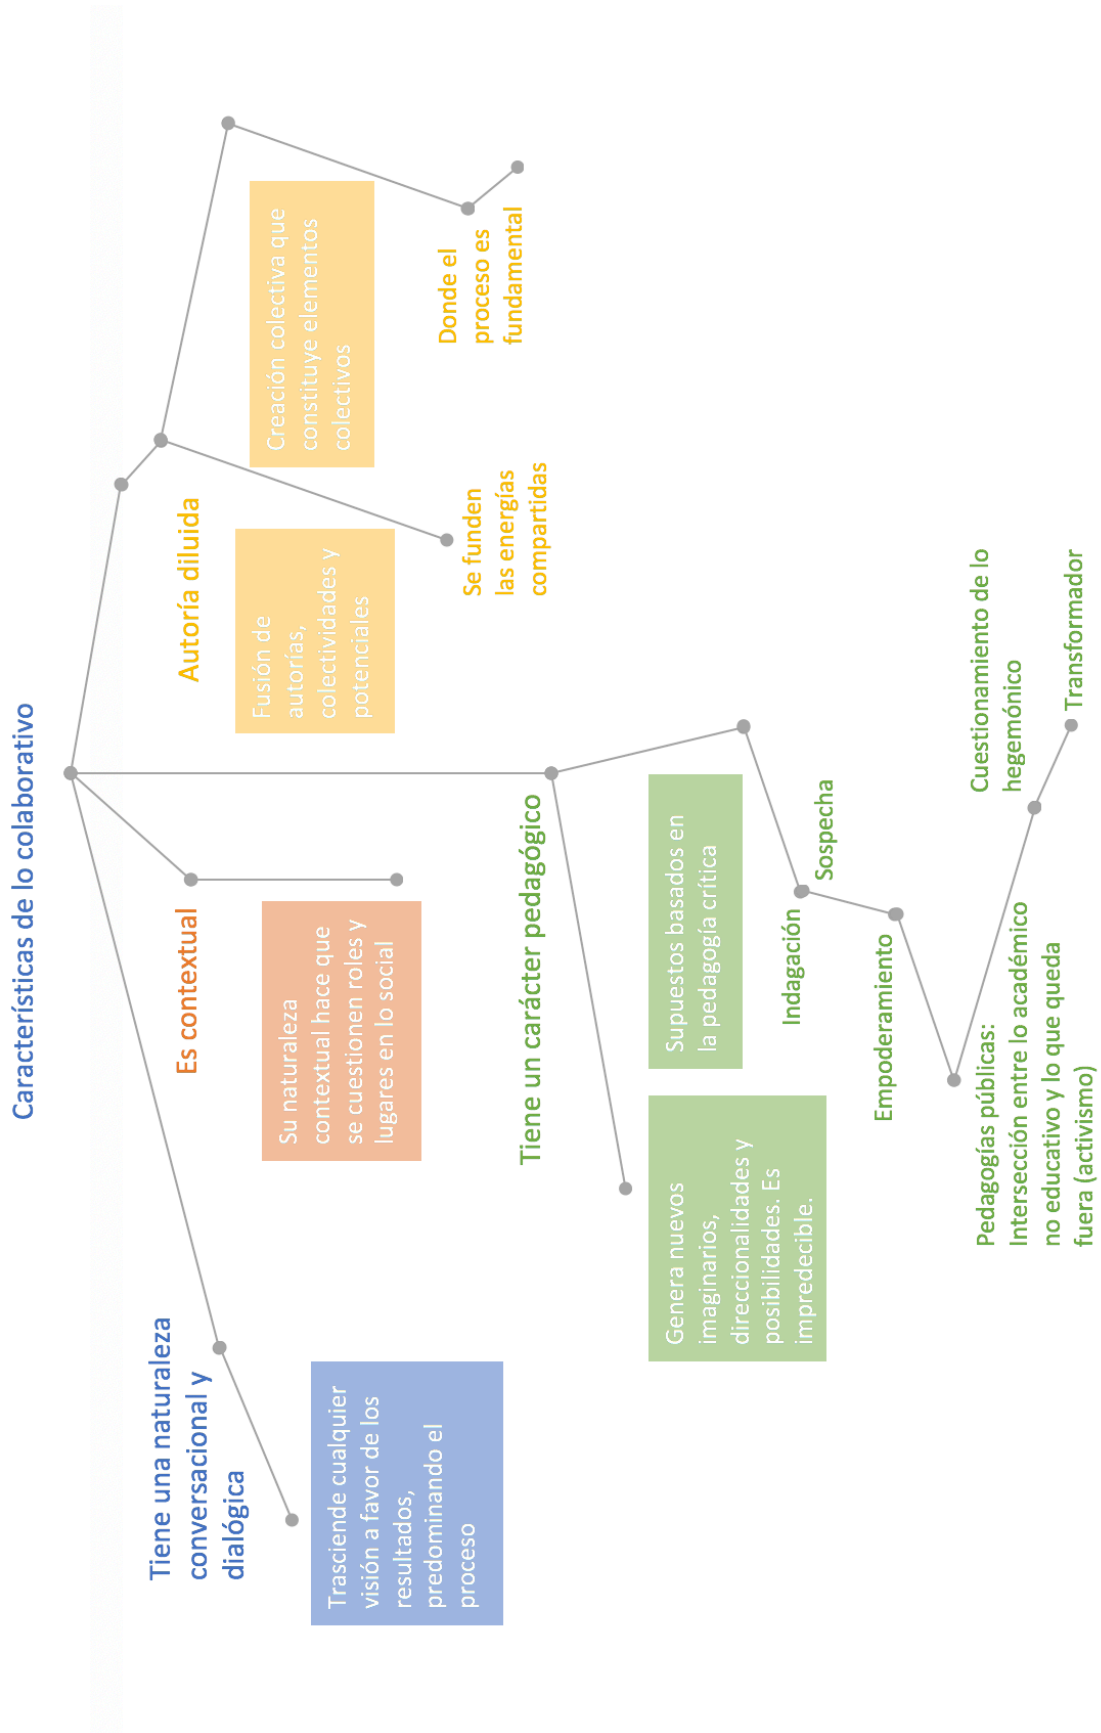 Características de lo colaborativo
Tiene una naturaleza
conversacional y
dialógica
Trasciende cualquier
visión a favor de los
resultados,
predominando el
proceso
Es contextual
Su naturaleza
contextual hace que
se cuestionen roles y
lugares en lo social
Autoría diluida
Fusión de
autorías,
colectividades y
potenciales
Se funden
las energías
compartidas
Creación colectiva que
constituye elementos
colectivos
Donde el
proceso es
fundamental
Tiene un carácter pedagógico
Genera nuevos
imaginarios,
direccionalidades y
posibilidades. Es
impredecible.
Supuestos basados en
la pedagogía crítica
Indagación
Sospecha
Empoderamiento
Pedagogías públicas:
Intersección entre lo académico
no educativo y lo que queda
fuera (activismo)
Cuestionamiento de lo
hegemónico
Transformador